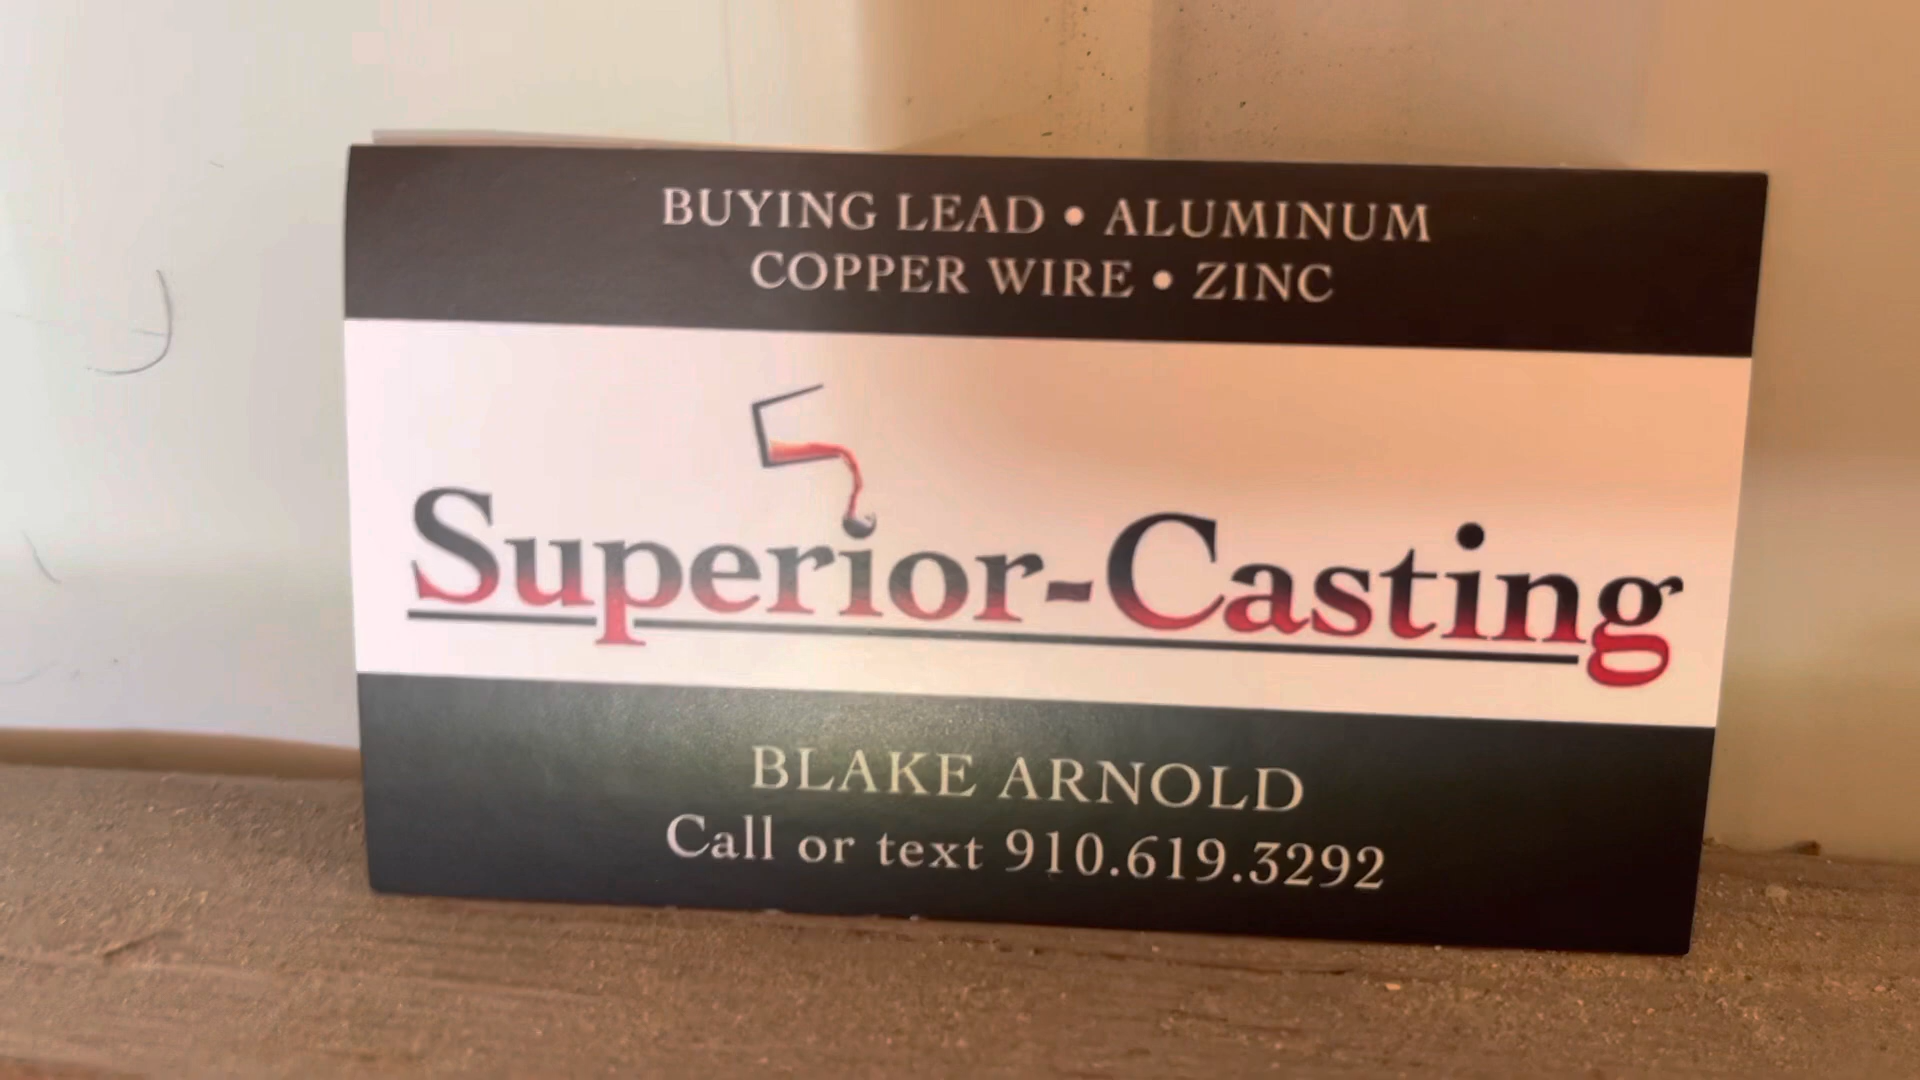 BUYING LEAD • ALUMINUM
COPPER WIRE • ZINC
Superior-Casting
BLAKE ARNOLD
Call or text 910.619.3292